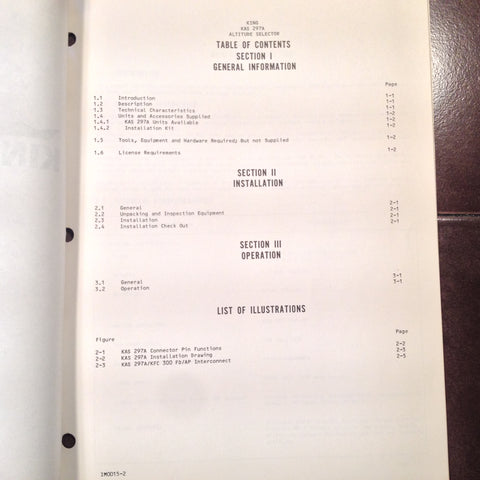 KING
KAS 297A
ALTITUDE SELECTOR
TABLE OF CONTENTS
SECTION I
GENERAL INFORMATION
Page
1.1 Introduction 1-1
1.2 Description 1-1
1.3 Technical Characteristics 1-1
1.4 Units and Accessories Supplied 1-2
1.4.1 KAS 297A Units Available 1-2
1.4.2 Installation Kit 1-2
1.5 Tools, Equipment and Hardware Required; But not Supplied 1-2
1.6 License Requirements 1-2
SECTION II
INSTALLATION
2.1 General 2-1
2.2 Unpacking and Inspection Equipment 2-1
2.3 Installation 2-1
2.4 Installation Check Out 2-1
SECTION III
OPERATION
3.1 General 3-1
3.2 Operation 3-1
LIST OF ILLUSTRATIONS
Figure Page
2-1 KAS 297A Connector Pin Functions 2-2
2-2 KAS 297A Installation Drawing 2-3
2-3 KAS 297A/KFC 300 Fb/AP Interconnect 2-5
IM0015-2